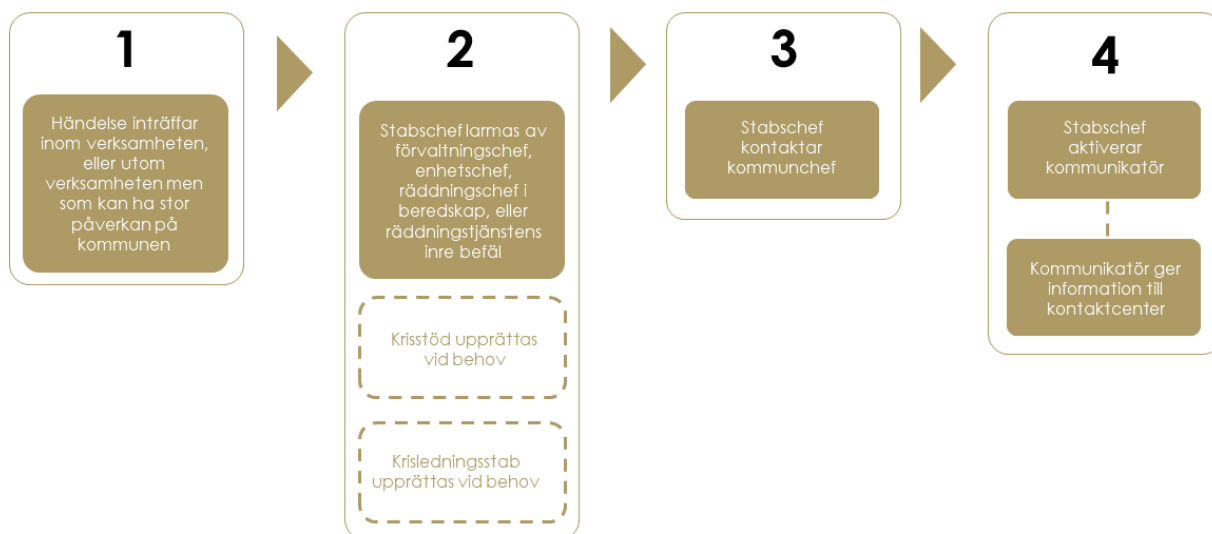 1
Händelse inträffar
inom verksamheten,
eller utom
verksamheten men
som kan ha stor
påverkan på
kommunen
2
Stabschef larmas av
förvaltningschef,
enhetschef,
räddningschef i
beredskap, eller
räddningstjänstens
inre befäl
Krisstöd upprättas
vid behov
Krisledningsstab
upprättas vid behov
3
Stabschef
kontaktar
kommunchef
4
Stabschef
aktiverar
kommunikatör
Kommunikatör ger
information till
kontaktcenter